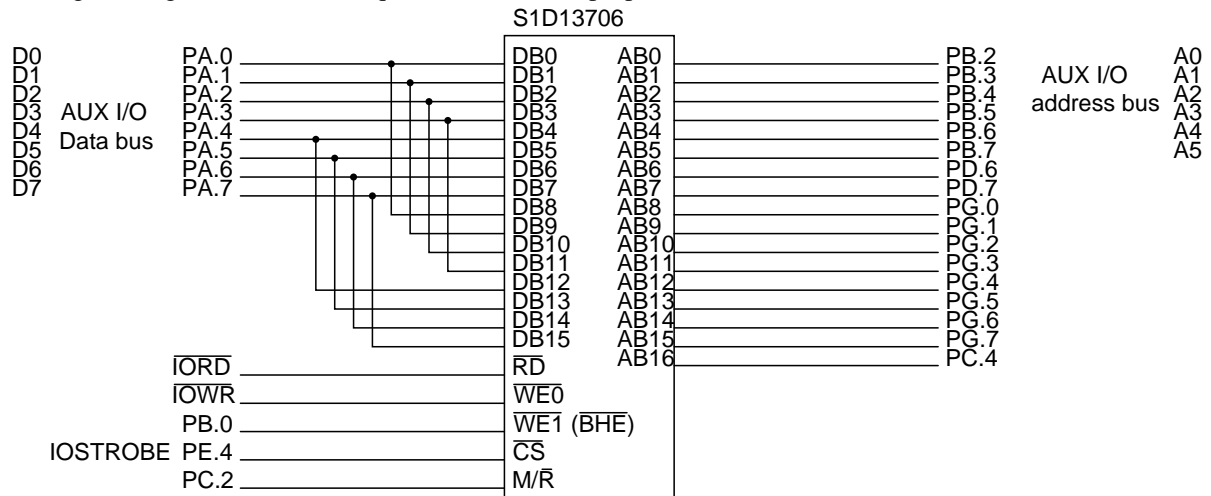 S1D13706
D0 PA.0 DB0 AB0 PB.2 A0
D1 PA.1 DB1 AB1 PB.3 AUX I/O A1
D2 PA.2 DB2 AB2 PB.4 address bus A2
D3 AUX I/O PA.3 DB3 AB3 PB.5 A3
D4 Data bus PA.4 DB4 AB4 PB.6 A4
D5 PA.5 DB5 AB5 PB.7 A5
D6 PA.6 DB6 AB6 PD.6
D7 PA.7 DB7 AB7 PD.7
DB8 AB8 PG.0
DB9 AB9 PG.1
DB10 AB10 PG.2
DB11 AB11 PG.3
DB12 AB12 PG.4
DB13 AB13 PG.5
DB14 AB14 PG.6
DB15 AB15 PG.7
AB16 PC.4
IORD RD
IOWR WE0
PB.0 WE1 (BHE)
IOSTROBE PE.4 CS
PC.2 M/R